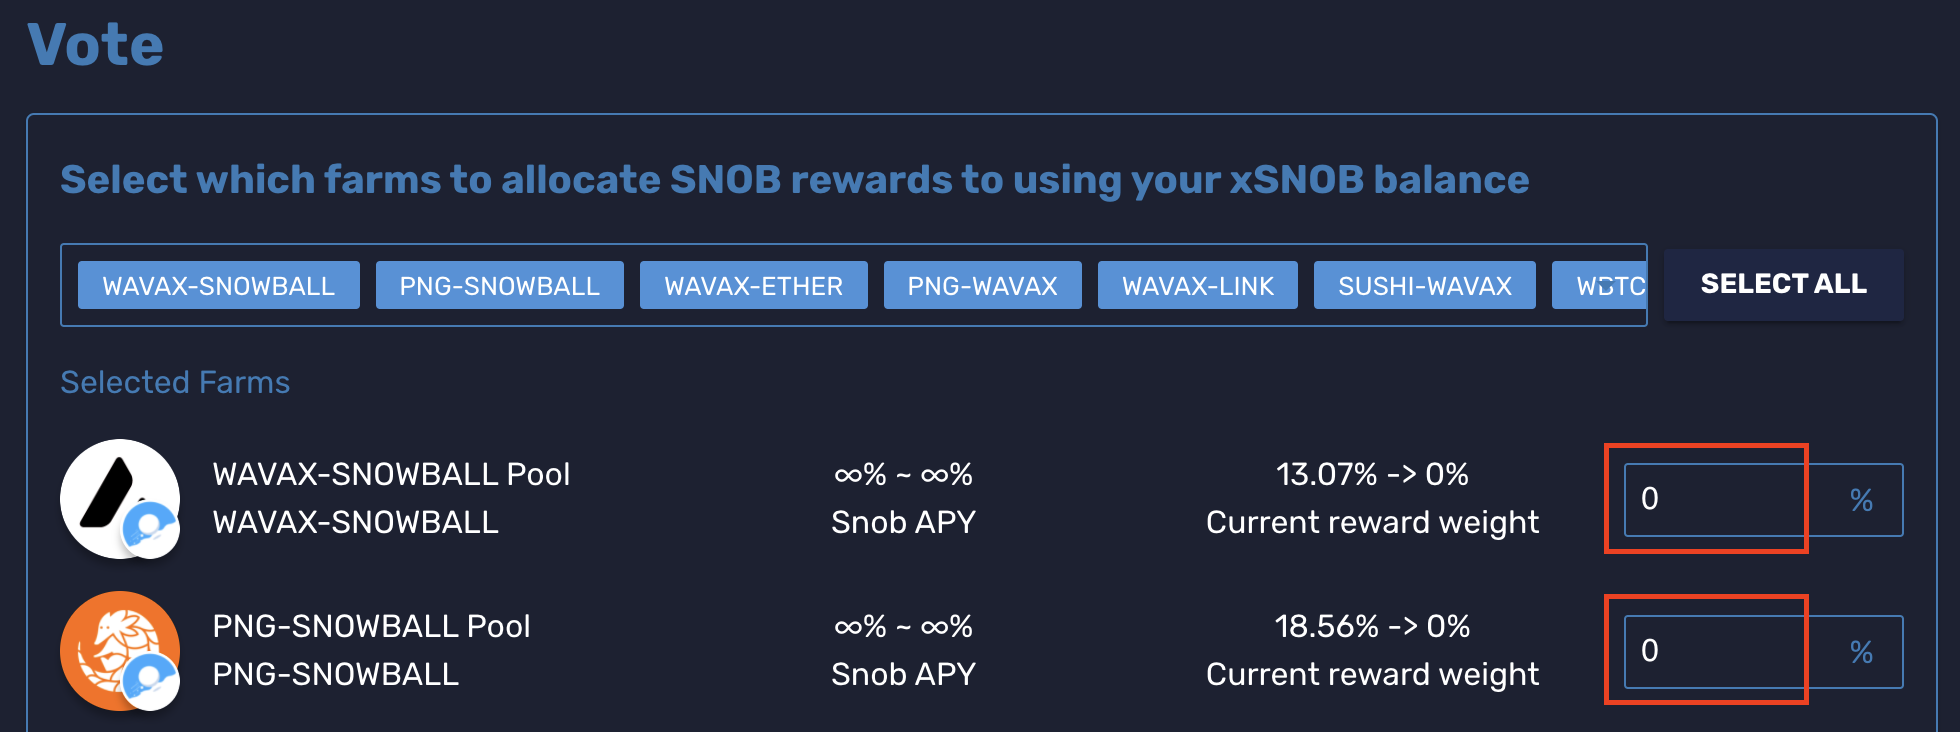 Vote
Select which farms to allocate SNOB rewards to using your xSNOB balance
WAVAX-SNOWBALL PNG-SNOWBALL WAVAX-ETHER PNG-WAVAX WAVAX-LINK SUSHI-WAVAX WBTC SELECT ALL
Selected Farms
WAVAX-SNOWBALL Pool ∞% ~ ∞% 13.07% -> 0% 0 %
WAVAX-SNOWBALL Snob APY Current reward weight
PNG-SNOWBALL Pool ∞% ~ ∞% 18.56% -> 0% 0 %
PNG-SNOWBALL Snob APY Current reward weight